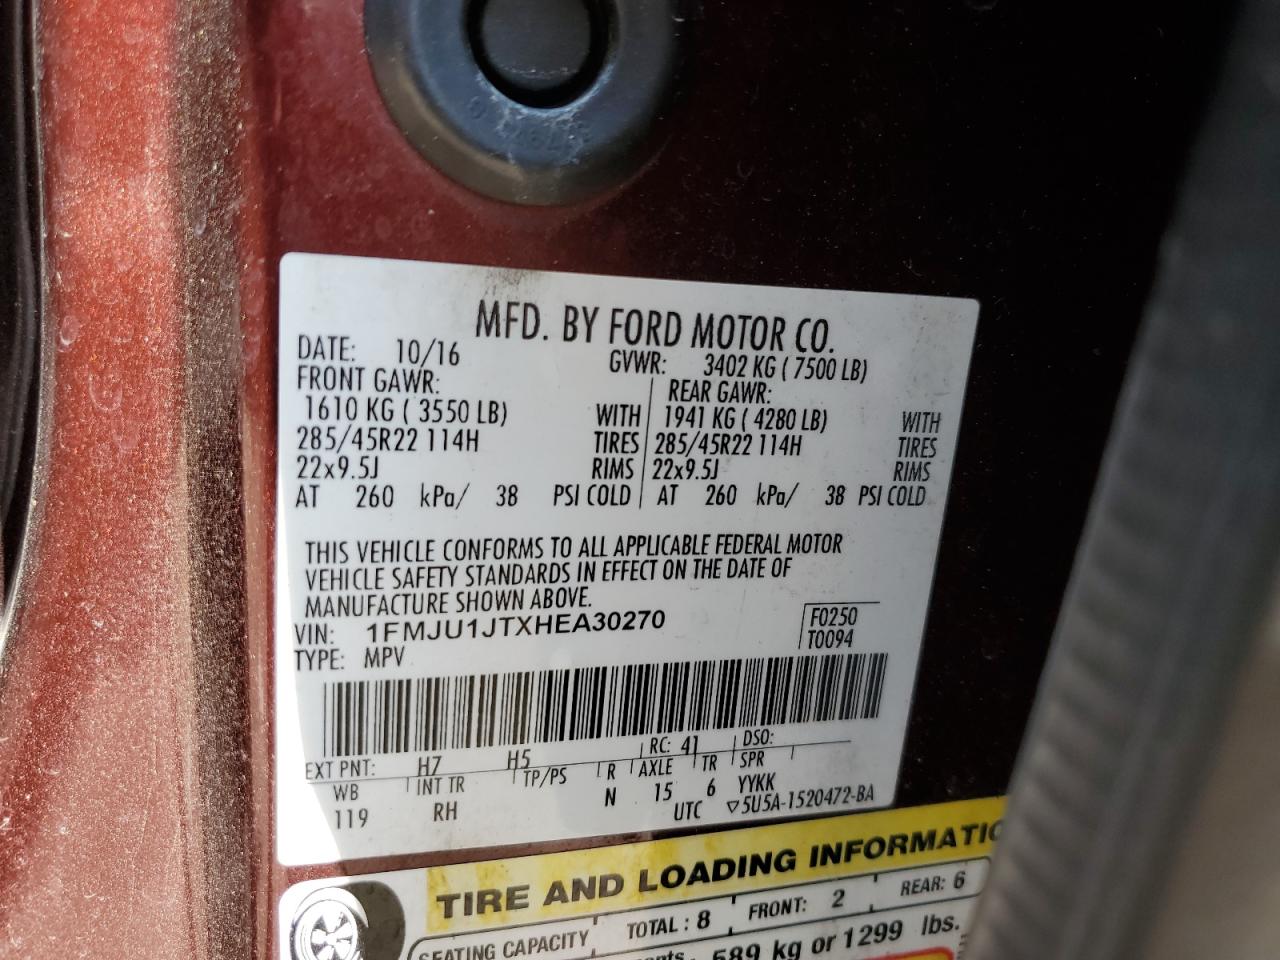 MFD. BY FORD MOTOR CO.
DATE: 10/16 GVWR: 3402 KG ( 7500 LB)
FRONT GAWR: REAR GAWR:
1610 KG ( 3550 LB) WITH 1941 KG ( 4280 LB) WITH
285/45R22 114H TIRES 285/45R22 114H TIRES
22x9.5J RIMS 22x9.5J RIMS
AT 260 kPa/ 38 PSI COLD AT 260 kPa/ 38 PSI COLD
THIS VEHICLE CONFORMS TO ALL APPLICABLE FEDERAL MOTOR
VEHICLE SAFETY STANDARDS IN EFFECT ON THE DATE OF
MANUFACTURE SHOWN ABOVE.
VIN: 1FMJU1JTXHEA30270 F0250
TYPE: MPV T0094
EXT PNT: H7 H5 RC: 41 DSO:
WB INT TR TP/PS R AXLE TR SPR
119 RH N 15 6 YYKK
UTC ▽5U5A-1520472-BA
TIRE AND LOADING INFORMATIO
SEATING CAPACITY TOTAL : 8 FRONT: 2 REAR: 6
589 kg or 1299 lbs.